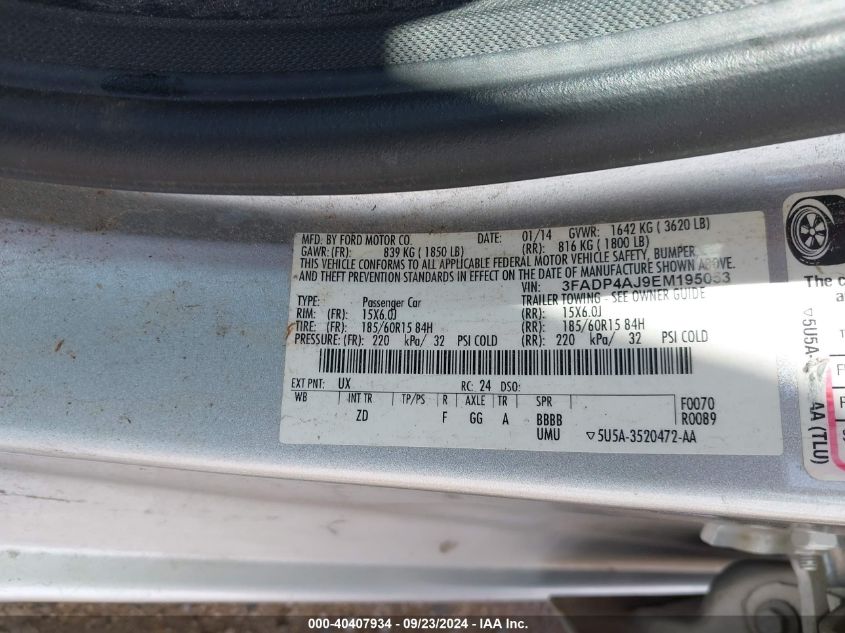 MFD. BY FORD MOTOR CO. DATE: 01/14 GVWR: 1642 KG ( 3620 LB)
GAWR: (FR): 839 KG ( 1850 LB) (RR): 816 KG ( 1800 LB)
THIS VEHICLE CONFORMS TO ALL APPLICABLE FEDERAL MOTOR VEHICLE SAFETY, BUMPER,
AND THEFT PREVENTION STANDARDS IN EFFECT ON THE DATE OF MANUFACTURE SHOWN ABOVE.
VIN: 3FADP4AJ9EM195053
TYPE: Passenger Car TRAILER TOWING - SEE OWNER GUIDE
RIM: (FR): 15X6.0J (RR): 15X6.0J
TIRE: (FR): 185/60R15 84H (RR): 185/60R15 84H
PRESSURE: (FR): 220 kPa/ 32 PSI COLD (RR): 220 kPa/ 32 PSI COLD
EXT PNT: UX RC: 24 DSO:
WB INT TR TP/PS R AXLE TR SPR F0070
ZD F GG A BBBB R0089
UMU ▽5U5A-3520472-AA
The c
▽5U5A-
AA (TLU)
000-40407934 - 09/23/2024 - IAA Inc.